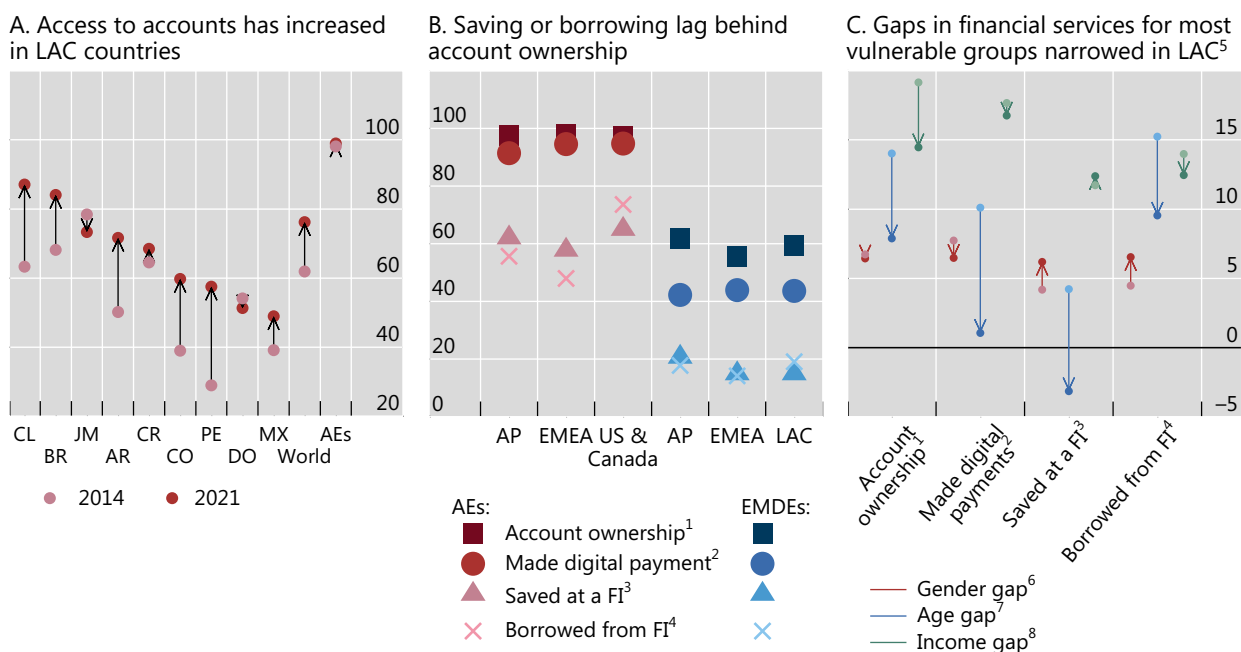 A. Access to accounts has increased
in LAC countries
100
80
60
40
20
CL JM CR PE MX AEs
BR AR CO DO World
2014 2021
B. Saving or borrowing lag behind
account ownership
100
80
60
40
20
0
AP EMEA US & AP EMEA LAC
Canada
AEs: EMDEs:
Account ownership1
Made digital payment2
Saved at a FI3
Borrowed from FI4
C. Gaps in financial services for most
vulnerable groups narrowed in LAC5
15
10
5
0
–5
Account
ownership1
Made digital
payments2
Saved at a FI3
Borrowed from FI4
Gender gap6
Age gap7
Income gap8